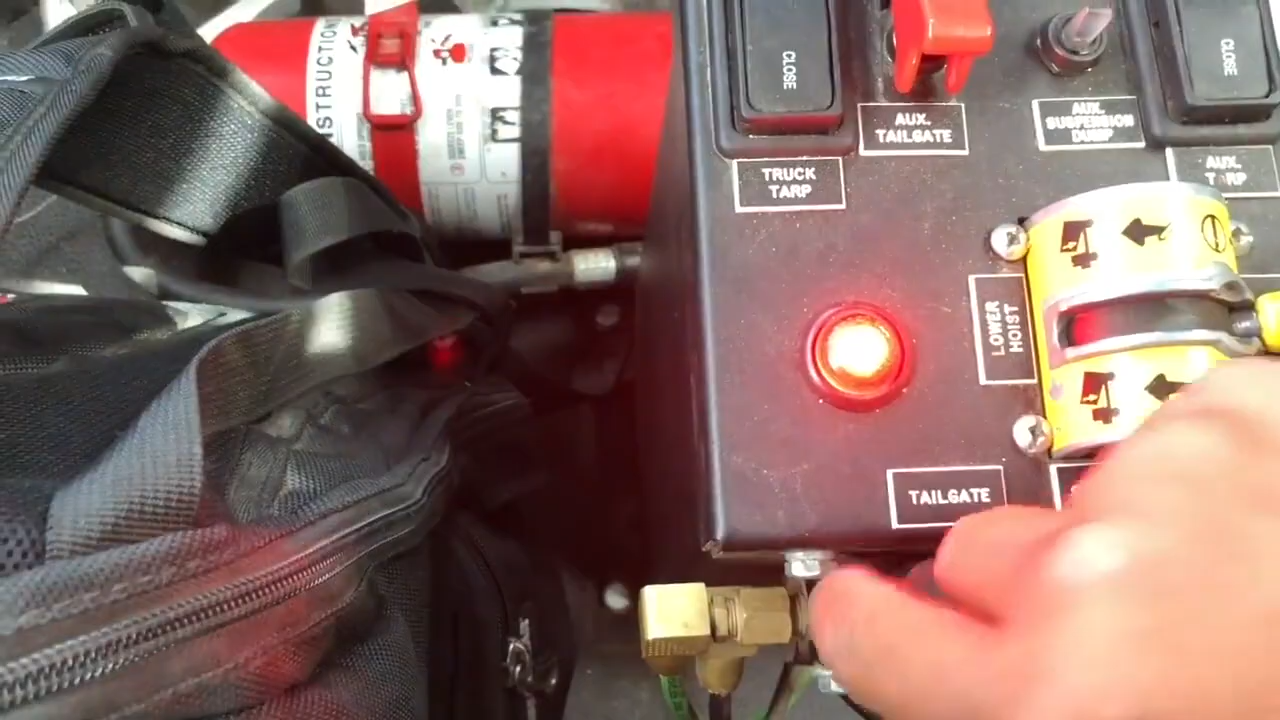 INSTRUCTION
CLOSE
CLOSE
AUX.
TAILGATE
AUX.
SUSPENSION
DUMP
TRUCK
TARP
AUX.
TARP
LOWER
HOIST
TAILGATE